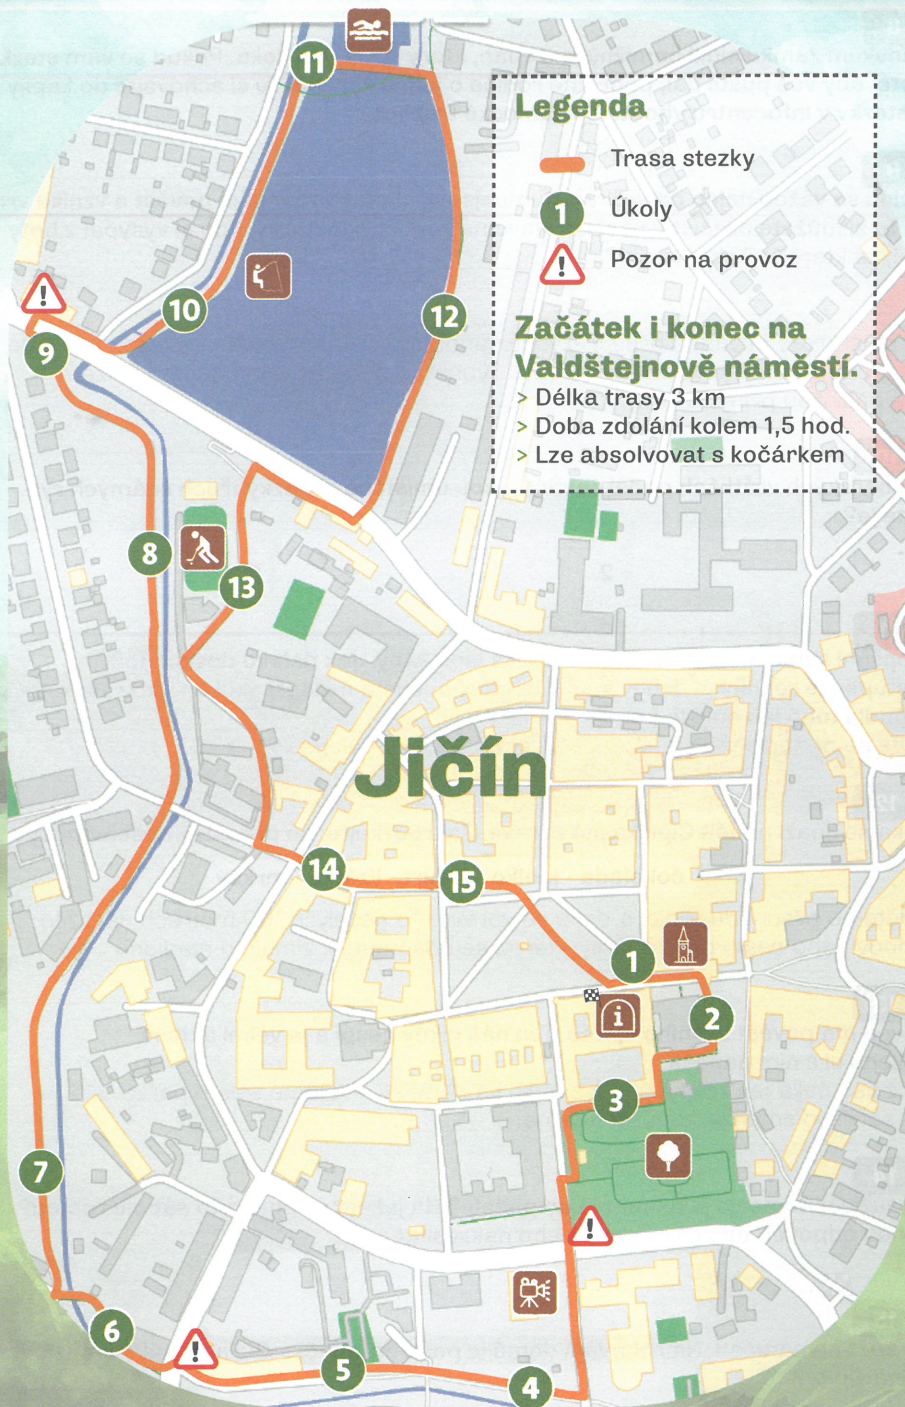 11
Legenda
Trasa stezky
1 Úkoly
! Pozor na provoz
Začátek i konec na
Valdštejnově náměstí.
> Délka trasy 3 km
> Doba zdolání kolem 1,5 hod.
> Lze absolvovat s kočárkem
!
10
12
9
8
13
Jičín
14
15
1
i
2
3
7
!
6
!
5
4